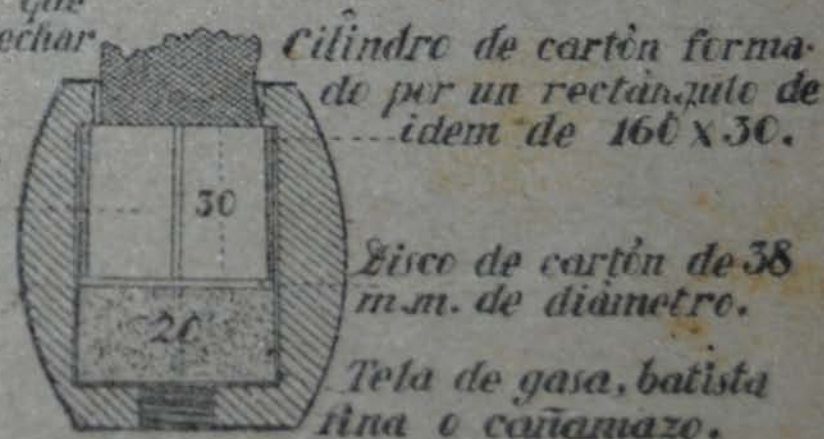 que
echar
Cilindro de cartón forma-
do por un rectángulo de
idem de 160 X 30.
30
Disco de cartón de 38
m.m. de diámetro.
20
Tela de gasa, batista
fina o cañamazo.